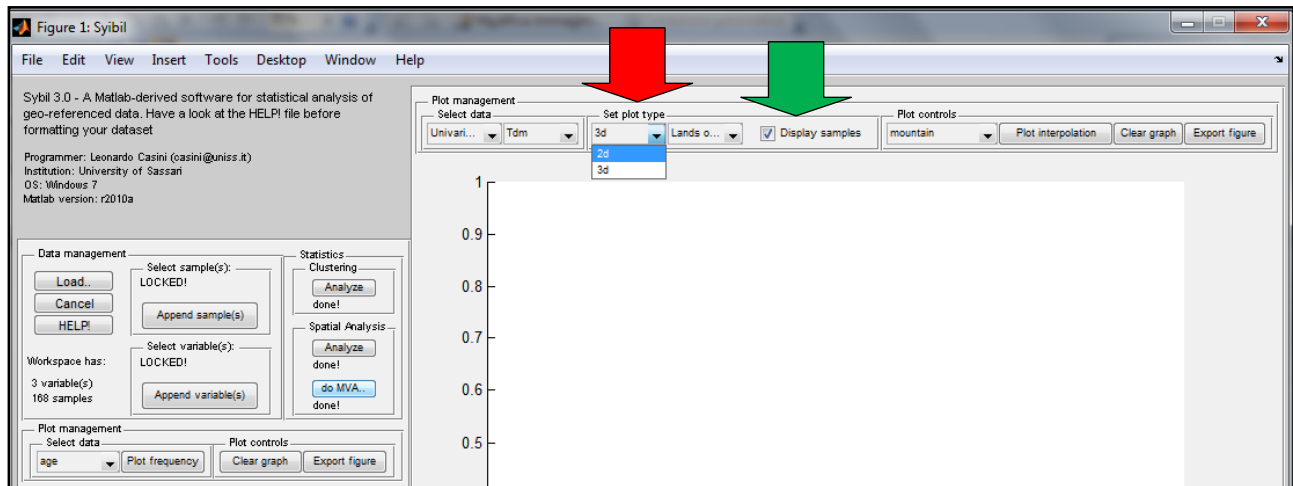 Figure 1: Syibil
File Edit View Insert Tools Desktop Window Help
Sybil 3.0 - A Matlab-derived software for statistical analysis of
geo-referenced data. Have a look at the HELP! file before
formatting your dataset
Programmer: Leonardo Casini (casini@uniss.it)
Institution: University of Sassari
OS: Windows 7
Matlab version: r2010a
Data management
Load..
Cancel
HELP!
Workspace has:
3 variable(s)
168 samples
Select sample(s):
LOCKED!
Append sample(s)
Select variable(s):
LOCKED!
Append variable(s)
Statistics
Clustering
Analyze
done!
Spatial Analysis
Analyze
done!
do MVA..
done!
Plot management
Select data
age
Plot frequency
Plot controls
Clear graph
Export figure
Plot management
Select data
Univari...
Tdm
Set plot type
3d
2d
3d
Lands o...
Display samples
Plot controls
mountain
Plot interpolation
Clear graph
Export figure
1
0.9
0.8
0.7
0.6
0.5